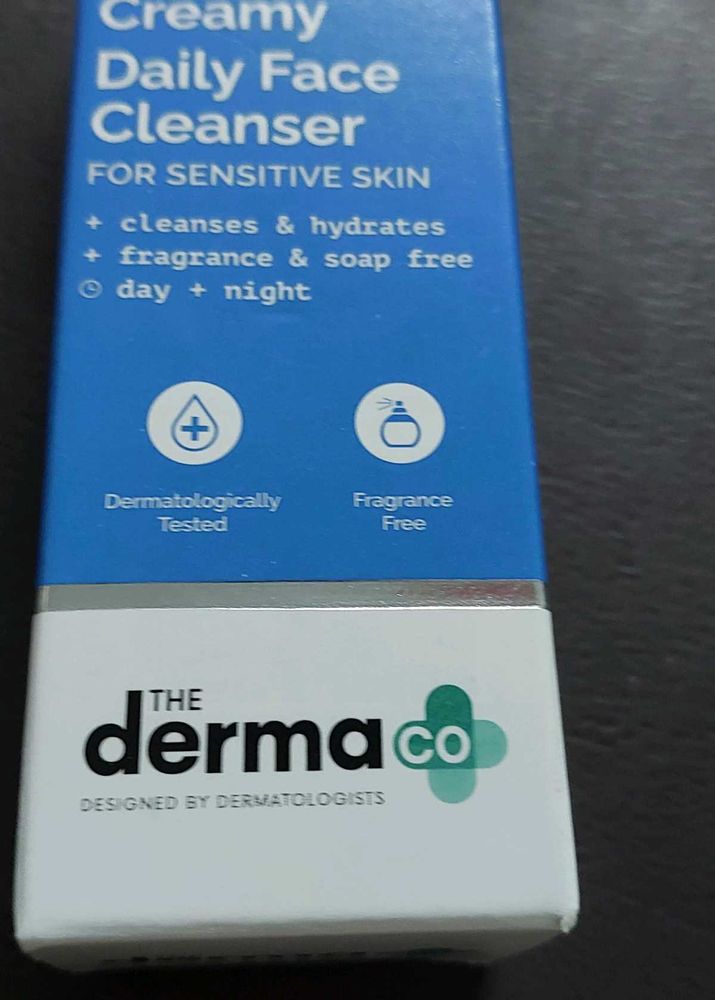 Creamy
Daily Face
Cleanser
FOR SENSITIVE SKIN
+ cleanses & hydrates
+ fragrance & soap free
day + night
Dermatologically
Tested
Fragrance
Free
THE
derma co
DESIGNED BY DERMATOLOGISTS